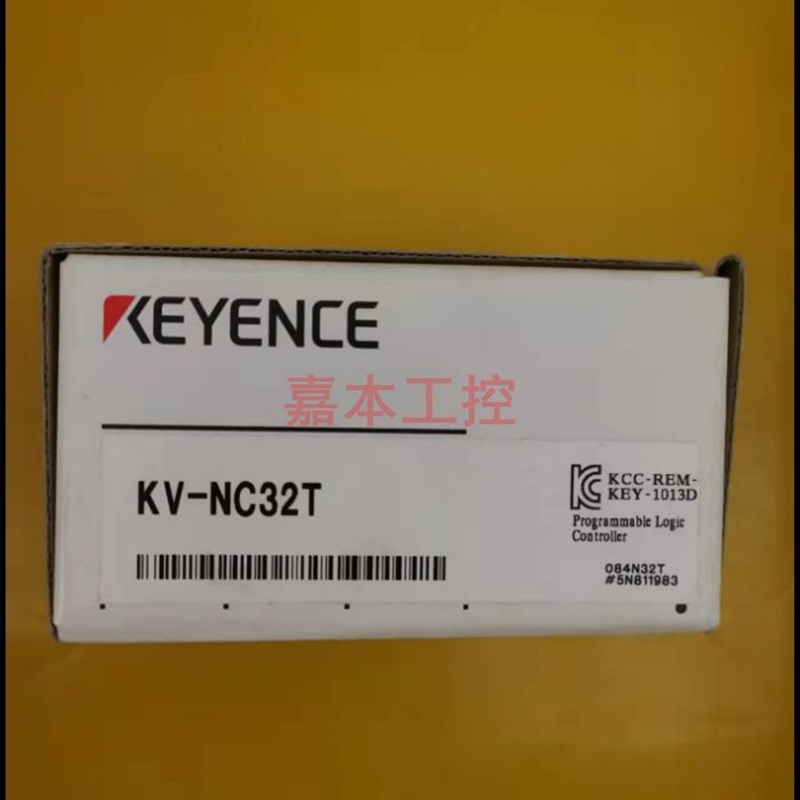 KEYENCE
嘉本工控
KV-NC32T
KCC-REM-
KEY-1013D
Programmable Logic
Controller
084N32T
#5N811983